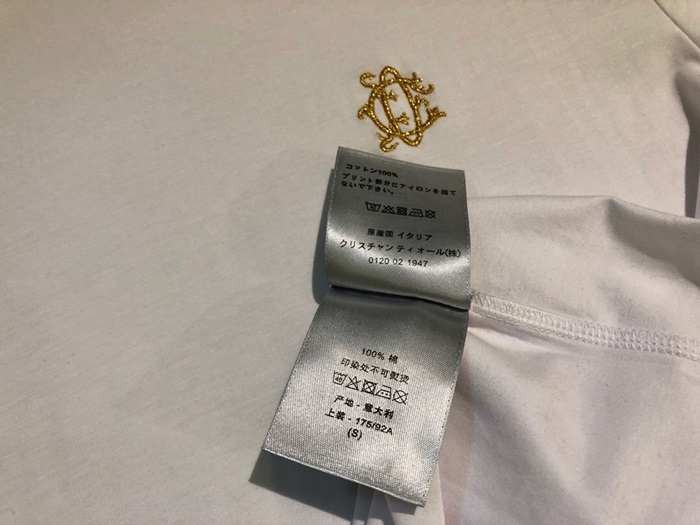 コットン100%
プリント部分にアイロンを当て
ないで下さい。
原産国 イタリア
クリスチャン ディオール(株)
0120 02 1947
100% 棉
印染处不可熨烫
40
产地 - 意大利
上装 - 175/92A
(S)